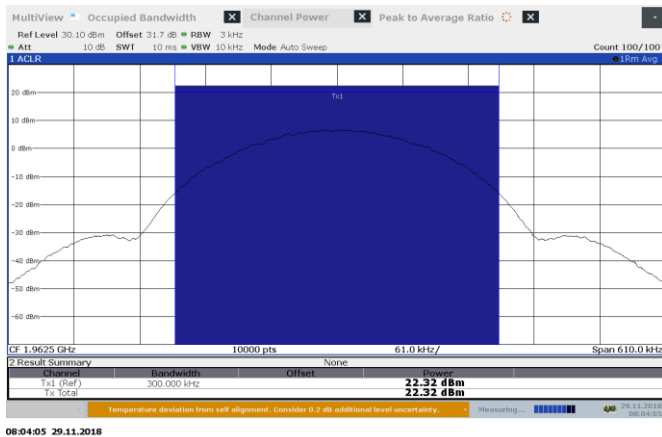 MultiView Occupied Bandwidth X Channel Power X Peak to Average Ratio X
Ref Level 30.10 dBm Offset 31.7 dB RBW 3 kHz
Att 10 dB SWT 10 ms VBW 10 kHz Mode Auto Sweep Count 100/100
1 ACLR 1Rm Avg
Tx1
20 dBm
10 dBm
0 dBm
-10 dBm
-20 dBm
-30 dBm
-40 dBm
-50 dBm
-60 dBm
CF 1.9625 GHz 10000 pts 61.0 kHz/ Span 610.0 kHz
2 Result Summary None
Channel Bandwidth Offset Power
Tx1 (Ref) 300.000 kHz 22.32 dBm
Tx Total 22.32 dBm
Temperature deviation from self alignment. Consider 0.2 dB additional level uncertainty. Measuring... 29.11.2018
08:04:05
08:04:05 29.11.2018